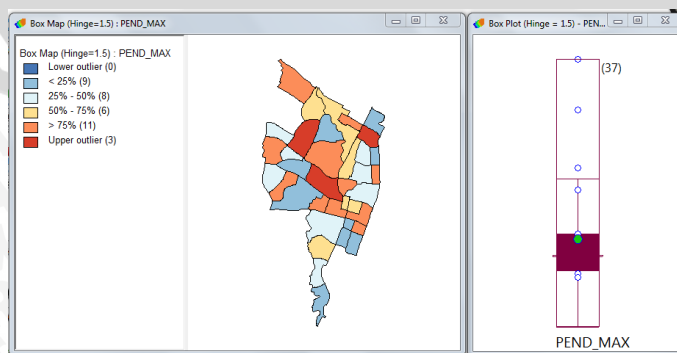 Box Map (Hinge=1.5) : PEND_MAX
Box Map (Hinge=1.5) : PEND_MAX
Lower outlier (0)
< 25% (9)
25% - 50% (8)
50% - 75% (6)
> 75% (11)
Upper outlier (3)
Box Plot (Hinge = 1.5) - PEN...
(37)
PEND_MAX